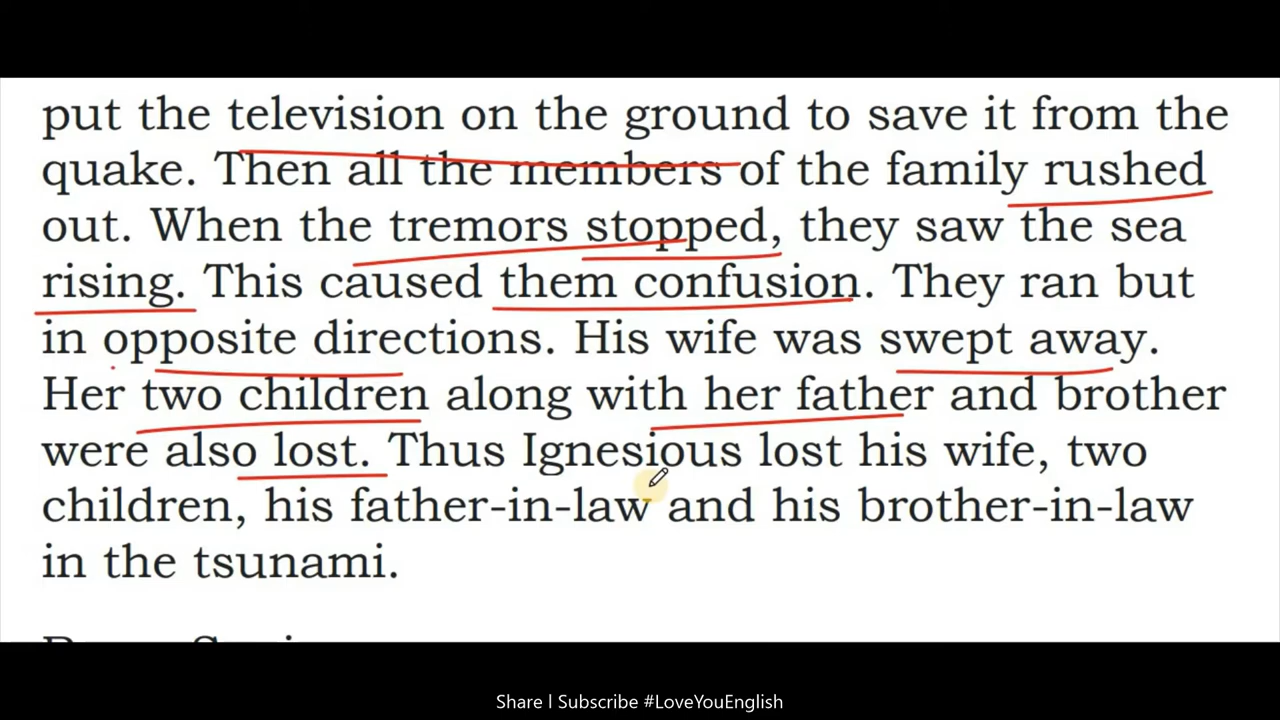 put the television on the ground to save it from the
quake. Then all the members of the family rushed
out. When the tremors stopped, they saw the sea
rising. This caused them confusion. They ran but
in opposite directions. His wife was swept away.
Her two children along with her father and brother
were also lost. Thus Ignesious lost his wife, two
children, his father-in-law and his brother-in-law
in the tsunami.
Share I Subscribe #LoveYouEnglish